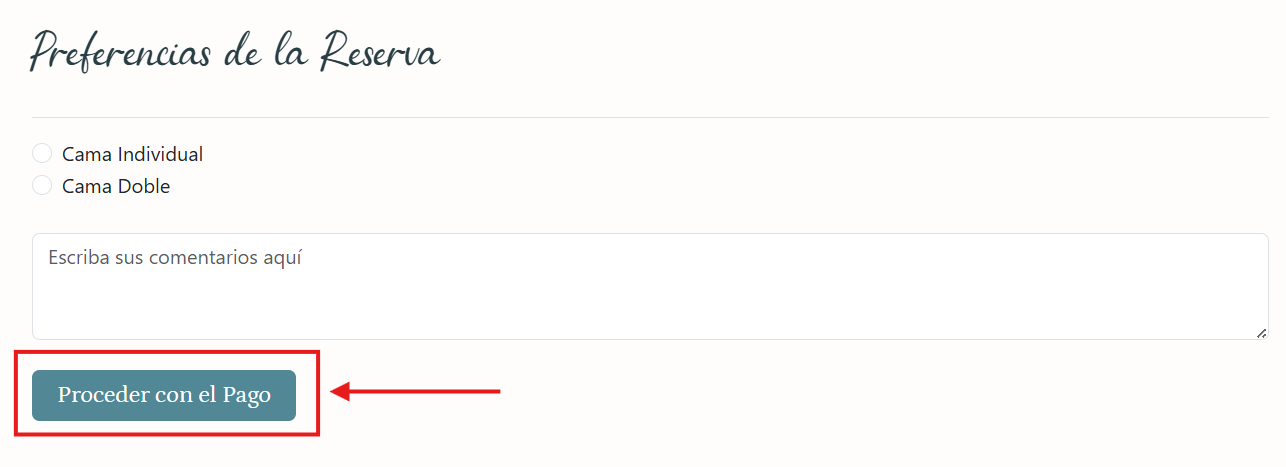 Preferencias de la Reserva
Cama Individual
Cama Doble
Escriba sus comentarios aquí
Proceder con el Pago